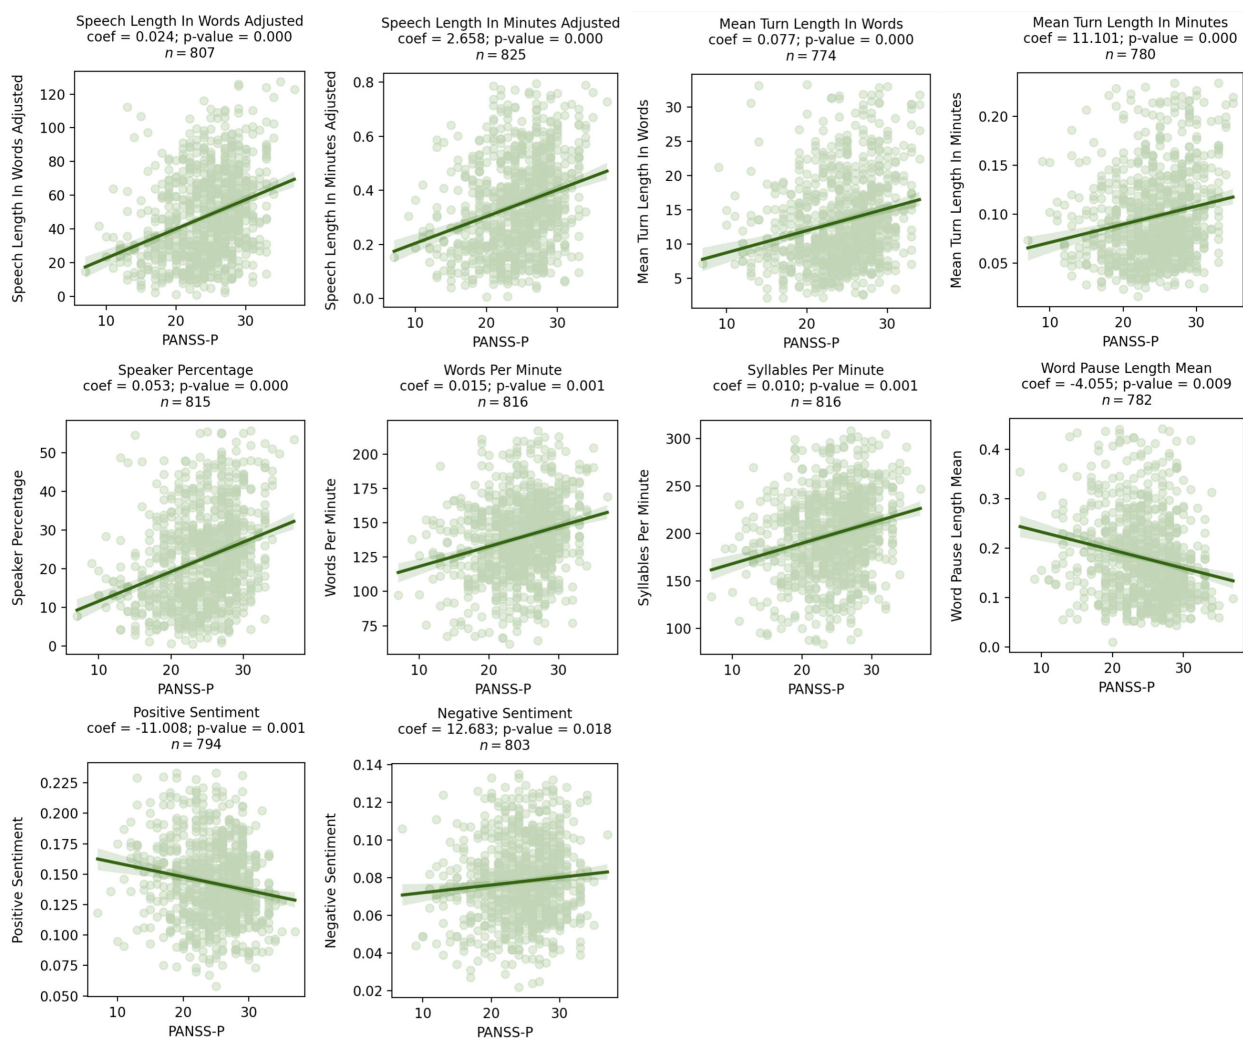 Speech Length In Words Adjusted
coef = 0.024; p-value = 0.000
n = 807
Speech Length In Words Adjusted
120
100
80
60
40
20
0
10
20
30
PANSS-P
Speech Length In Minutes Adjusted
coef = 2.658; p-value = 0.000
n = 825
Speech Length In Minutes Adjusted
0.8
0.6
0.4
0.2
0.0
10
20
30
PANSS-P
Mean Turn Length In Words
coef = 0.077; p-value = 0.000
n = 774
Mean Turn Length In Words
30
25
20
15
10
5
10
20
30
PANSS-P
Mean Turn Length In Minutes
coef = 11.101; p-value = 0.000
n = 780
Mean Turn Length In Minutes
0.20
0.15
0.10
0.05
10
20
30
PANSS-P
Speaker Percentage
coef = 0.053; p-value = 0.000
n = 815
Speaker Percentage
50
40
30
20
10
0
10
20
30
PANSS-P
Words Per Minute
coef = 0.015; p-value = 0.001
n = 816
Words Per Minute
200
175
150
125
100
75
10
20
30
PANSS-P
Syllables Per Minute
coef = 0.010; p-value = 0.001
n = 816
Syllables Per Minute
300
250
200
150
100
10
20
30
PANSS-P
Word Pause Length Mean
coef = -4.055; p-value = 0.009
n = 782
Word Pause Length Mean
0.4
0.3
0.2
0.1
0.0
10
20
30
PANSS-P
Positive Sentiment
coef = -11.008; p-value = 0.001
n = 794
Positive Sentiment
0.225
0.200
0.175
0.150
0.125
0.100
0.075
0.050
10
20
30
PANSS-P
Negative Sentiment
coef = 12.683; p-value = 0.018
n = 803
Negative Sentiment
0.14
0.12
0.10
0.08
0.06
0.04
0.02
10
20
30
PANSS-P